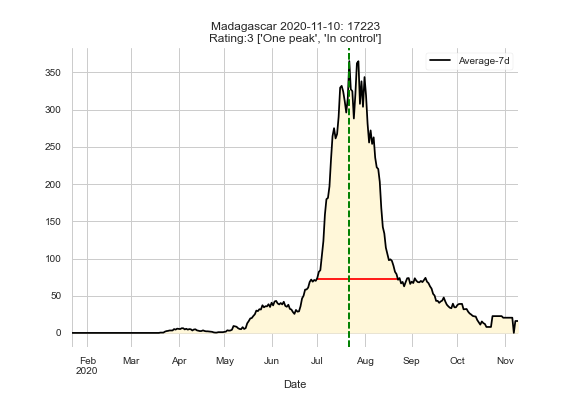 Madagascar 2020-11-10: 17223
Rating:3 ['One peak', 'In control']
Average-7d
350
300
250
200
150
100
50
0
Feb Mar Apr May Jun Jul Aug Sep Oct Nov
2020
Date